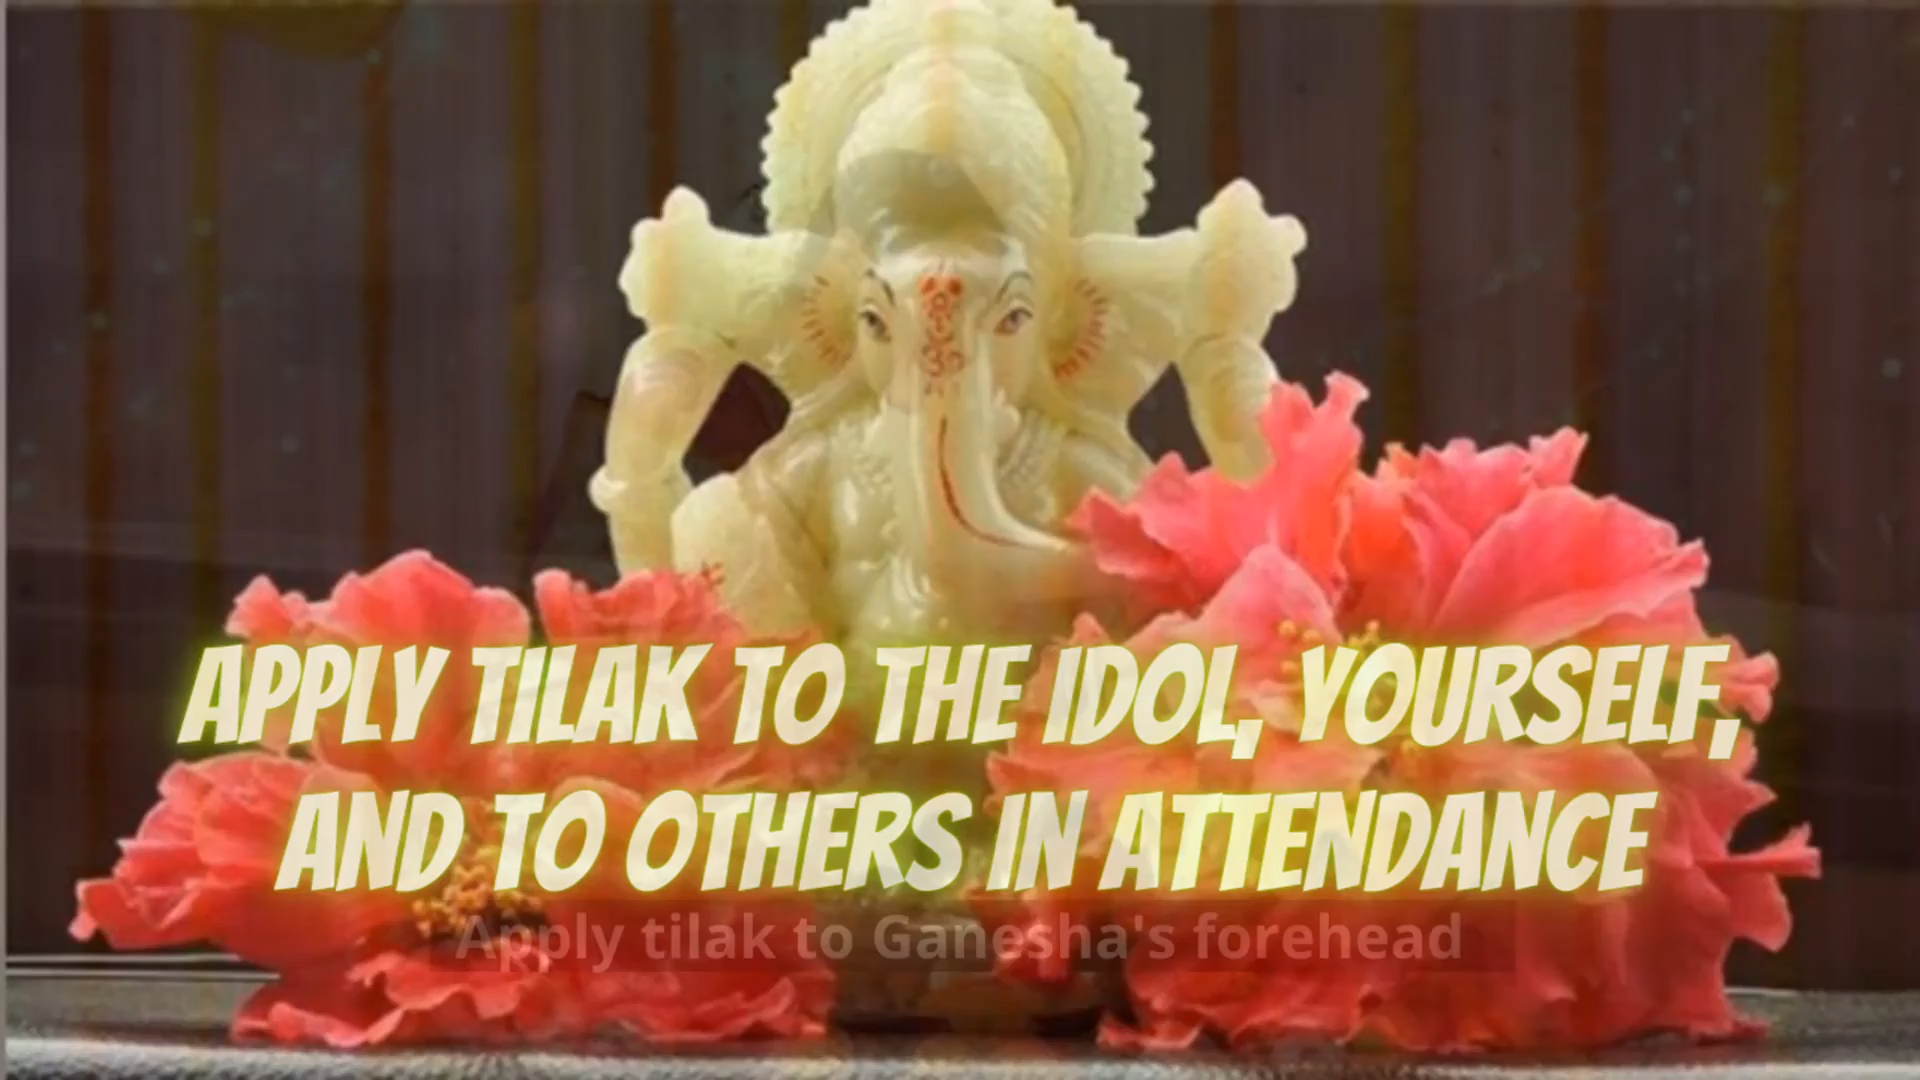 APPLY TILAK TO THE IDOL, YOURSELF,
AND TO OTHERS IN ATTENDANCE
Apply tilak to Ganesha's forehead